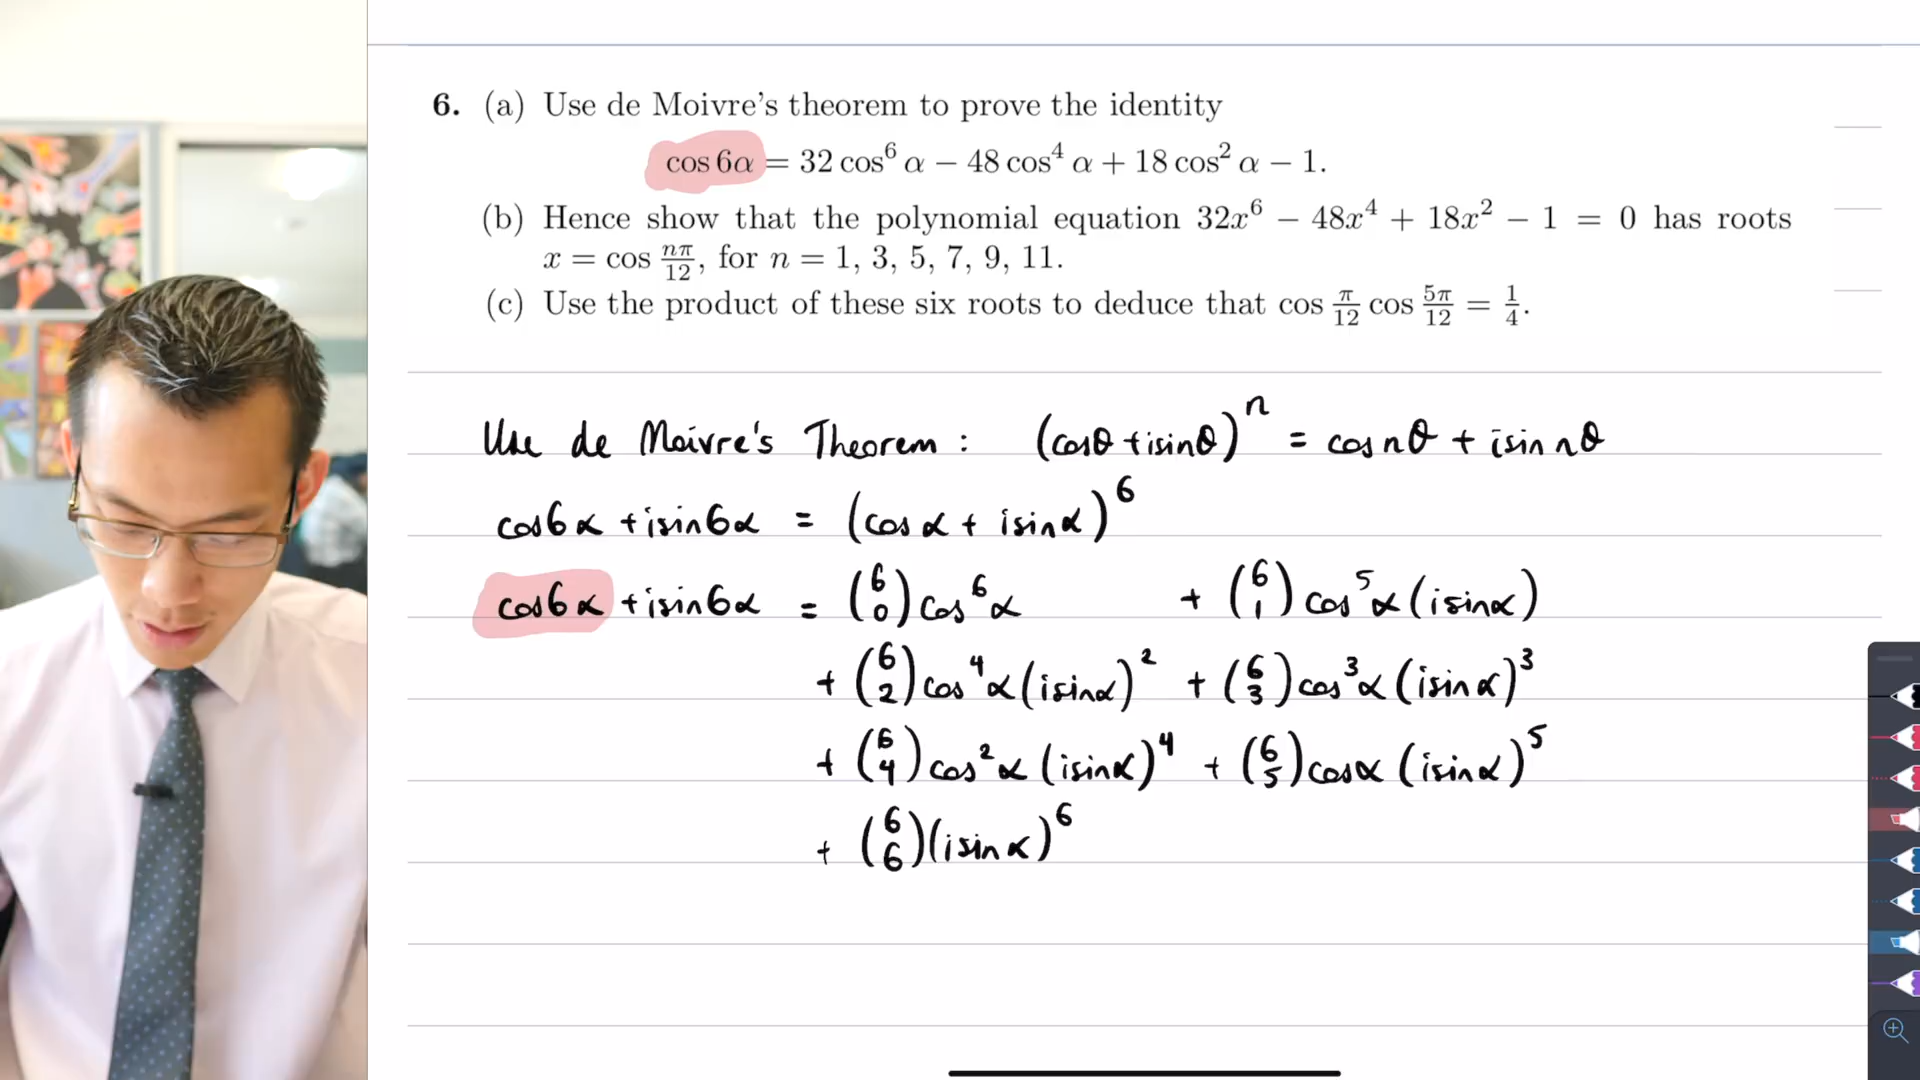 6. (a) Use de Moivre's theorem to prove the identity
cos 6α = 32 cos⁶ α − 48 cos⁴ α + 18 cos² α − 1.
(b) Hence show that the polynomial equation 32x⁶ − 48x⁴ + 18x² − 1 = 0 has roots
x = cos nπ/12, for n = 1, 3, 5, 7, 9, 11.
(c) Use the product of these six roots to deduce that cos π/12 cos 5π/12 = 1/4.
Use de Moivre's Theorem : (cosθ + isinθ)ⁿ = cos nθ + isin nθ
cos6α + isin6α = (cos α + isinα)⁶
cos6α + isin6α = (6 0) cos⁶α + (6 1) cos⁵α (isinα)
+ (6 2) cos⁴α (isinα)² + (6 3) cos³α (isinα)³
+ (6 4) cos²α (isinα)⁴ + (6 5) cosα (isinα)⁵
+ (6 6) (isinα)⁶